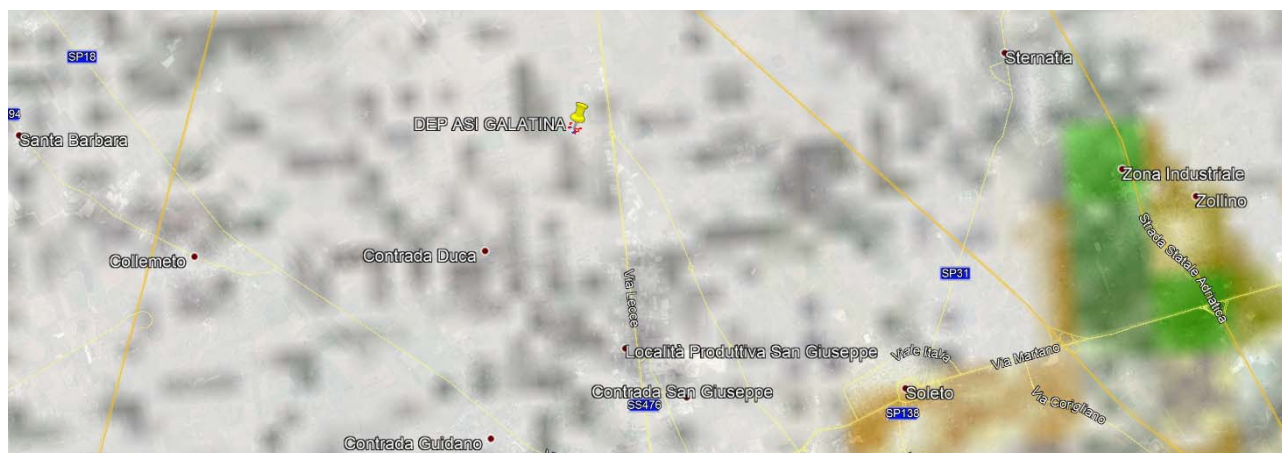 SP18
Sternatia
94
Santa Barbara
DEP ASI GALATINA
Zona Industriale
Zollino
Strada Statale Adriatica
Collemeto
Contrada Duca
Via Lecce
SP31
Località Produttiva San Giuseppe
Viale Italia
Via Martano
Contrada San Giuseppe
SS476
Soleto
SP138
Via Corigliano
Contrada Guidano